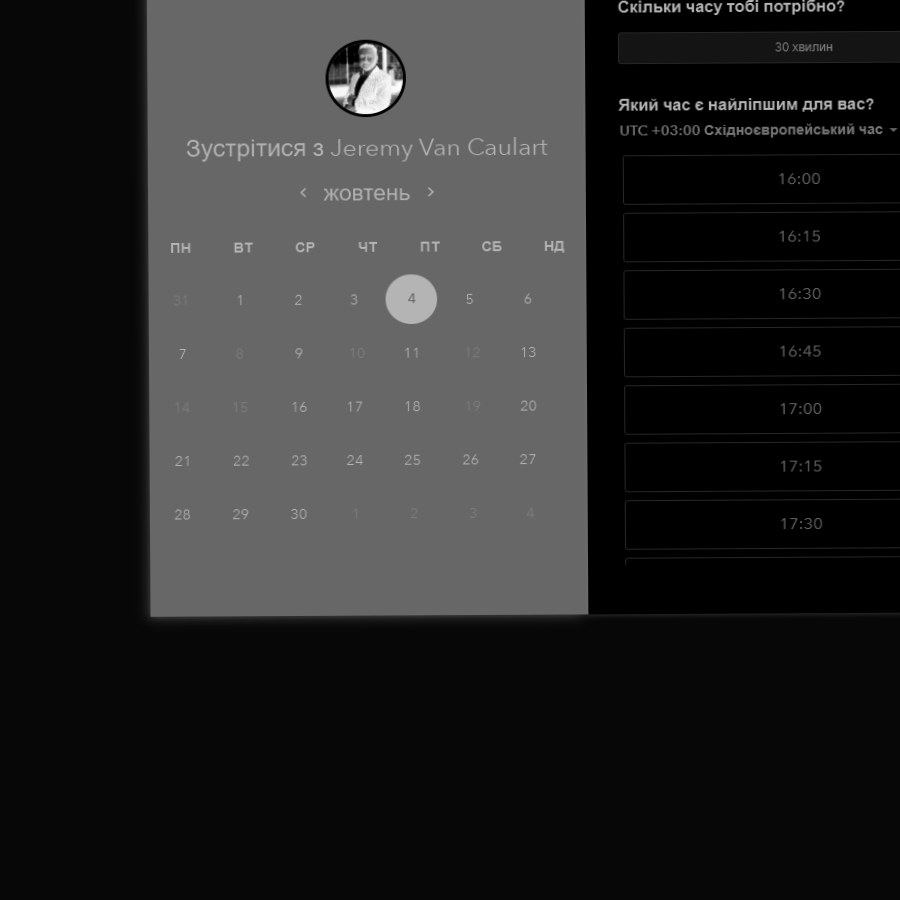 Зустрітися з Jeremy Van Caulart
жовтень
ПН ВТ СР ЧТ ПТ СБ НД
31 1 2 3 4 5 6
7 8 9 10 11 12 13
14 15 16 17 18 19 20
21 22 23 24 25 26 27
28 29 30 1 2 3 4
Скільки часу тобі потрібно?
30 хвилин
Який час є найліпшим для вас?
UTC +03:00 Східноєвропейський час
16:00
16:15
16:30
16:45
17:00
17:15
17:30